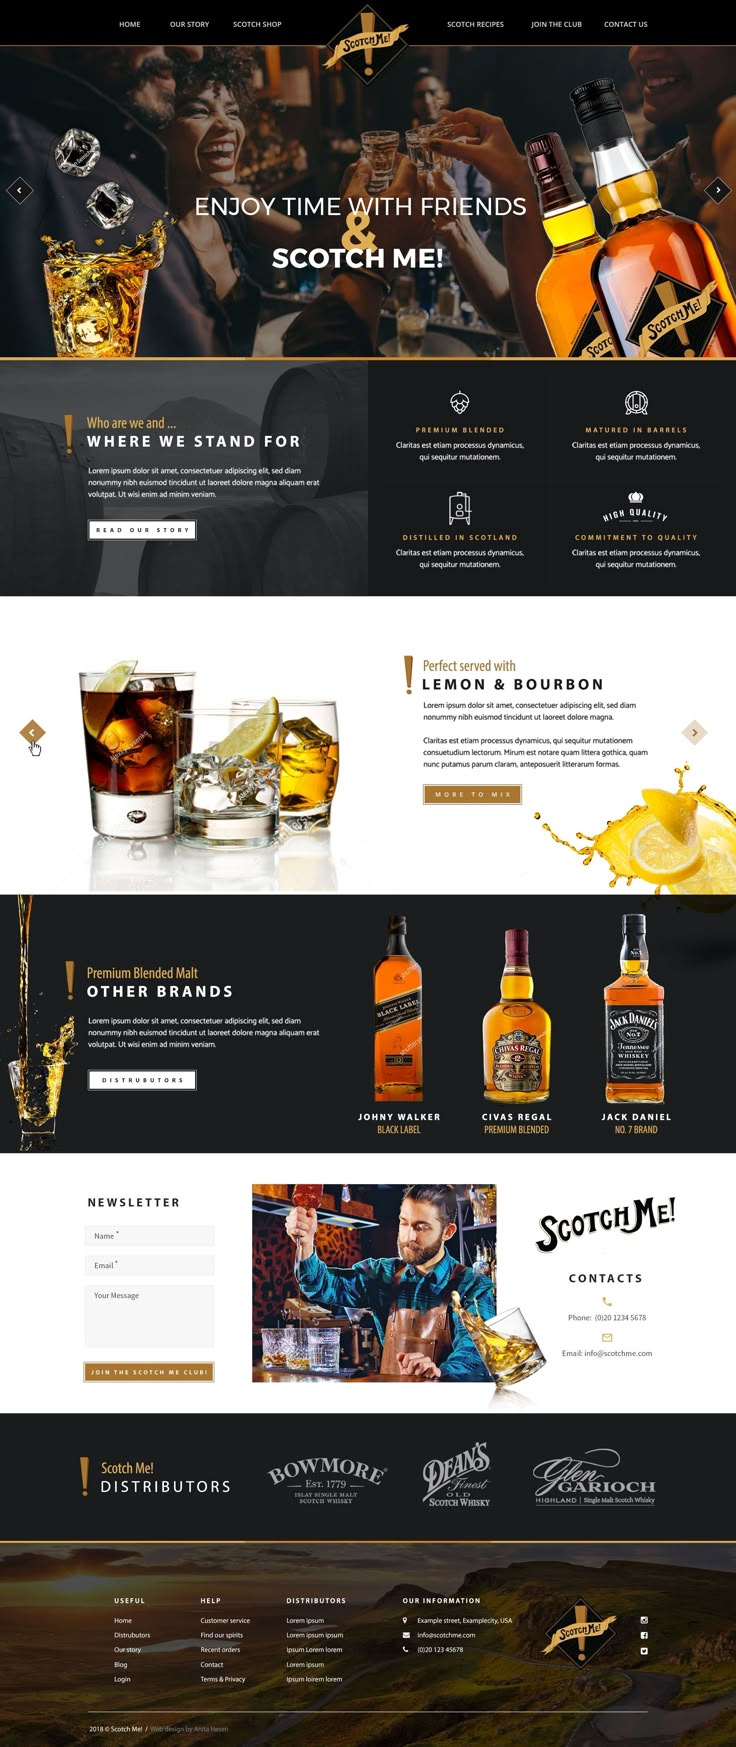 HOME
OUR STORY
SCOTCH SHOP
SCOTCH ME!
SCOTCH RECIPES
JOIN THE CLUB
CONTACT US
ENJOY TIME WITH FRIENDS
&
SCOTCH ME!
SCOTCH ME!
Who are we and ...
WHERE WE STAND FOR
Lorem ipsum dolor sit amet, consectetuer adipiscing elit, sed diam
nonummy nibh euismod tincidunt ut laoreet dolore magna aliquam erat
volutpat. Ut wisi enim ad minim veniam.
READ OUR STORY
PREMIUM BLENDED
Claritas est etiam processus dynamicus,
qui sequitur mutationem.
MATURED IN BARRELS
Claritas est etiam processus dynamicus,
qui sequitur mutationem.
DISTILLED IN SCOTLAND
Claritas est etiam processus dynamicus,
qui sequitur mutationem.
HIGH QUALITY
COMMITMENT TO QUALITY
Claritas est etiam processus dynamicus,
qui sequitur mutationem.
Perfect served with
LEMON & BOURBON
Lorem ipsum dolor sit amet, consectetuer adipiscing elit, sed diam
nonummy nibh euismod tincidunt ut laoreet dolore magna.
Claritas est etiam processus dynamicus, qui sequitur mutationem
consuetudium lectorum. Mirum est notare quam littera gothica, quam
nunc putamus parum claram, anteposuerit litterarum formas.
MORE TO MIX
Premium Blended Malt
OTHER BRANDS
Lorem ipsum dolor sit amet, consectetuer adipiscing elit, sed diam
nonummy nibh euismod tincidunt ut laoreet dolore magna aliquam erat
volutpat. Ut wisi enim ad minim veniam.
DISTRUBUTORS
BLACK LABEL
12
CHIVAS REGAL
12
JACK DANIEL'S
No.7
Tennessee
WHISKEY
JOHNY WALKER
BLACK LABEL
CIVAS REGAL
PREMIUM BLENDED
JACK DANIEL
NO. 7 BRAND
NEWSLETTER
Name *
Email *
Your Message
JOIN THE SCOTCH ME CLUB!
SCOTCH ME!
CONTACTS
Phone: (0)20 1234 5678
Email: info@scotchme.com
Scotch Me!
DISTRIBUTORS
BOWMORE®
EST. 1779
ISLAY SINGLE MALT
SCOTCH WHISKY
DEAN'S
Finest
OLD
SCOTCH WHISKY
Glen
GARIOCH
HIGHLAND | Single Malt Scotch Whisky
USEFUL
Home
Distrubutors
Our story
Blog
Login
HELP
Customer service
Find our spirits
Recent orders
Contact
Terms & Privacy
DISTRIBUTORS
Lorem ipsum
Lorem ipsum ipsum
Ipsum Lorem lorem
Lorem ipsum
Ipsum loirem lorem
OUR INFORMATION
Example street, Examplecity, USA
info@scotchme.com
(0)20 123 45678
SCOTCH ME!
2018 © Scotch Me! / Web design by Anita Hesen